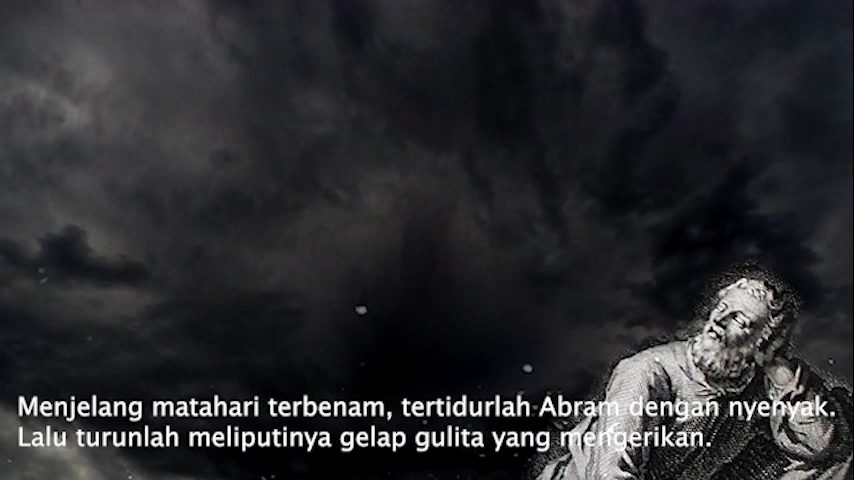 Menjelang matahari terbenam, tertidurlah Abram dengan nyenyak.
Lalu turunlah meliputinya gelap gulita yang mengerikan.